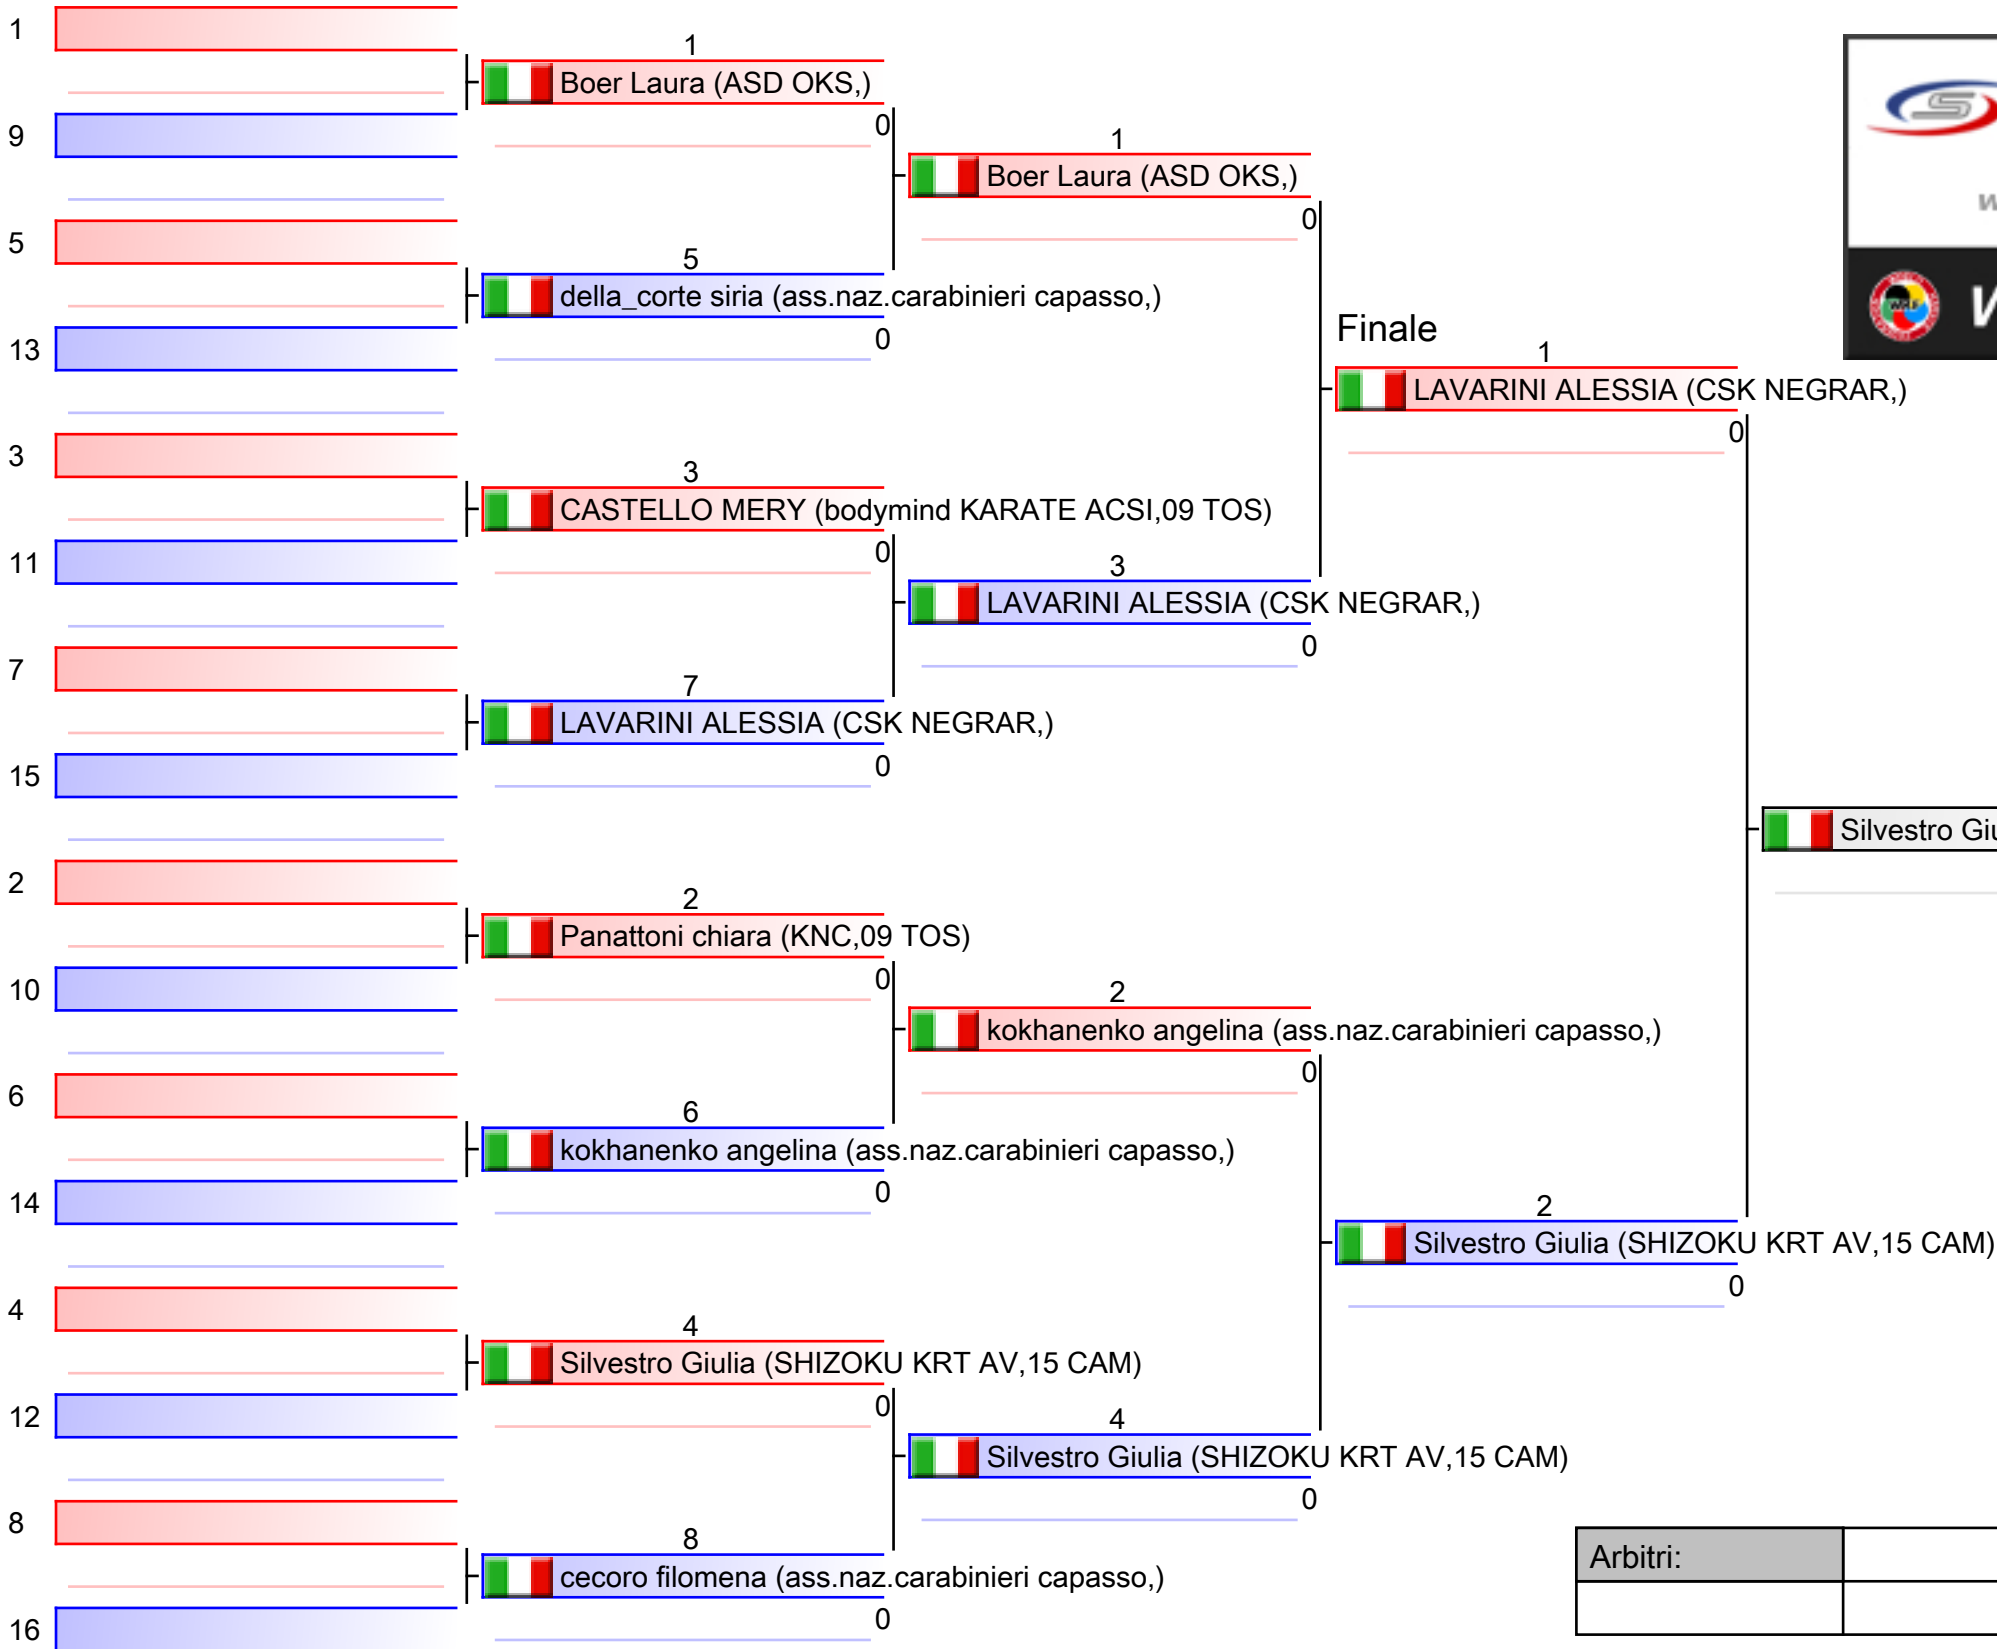 1
1
Boer Laura (ASD OKS,)
0
9
1
Boer Laura (ASD OKS,)
0
5
5
della_corte siria (ass.naz.carabinieri capasso,)
0
13
Finale
1
LAVARINI ALESSIA (CSK NEGRAR,)
0
3
3
CASTELLO MERY (bodymind KARATE ACSI,09 TOS)
0
11
3
LAVARINI ALESSIA (CSK NEGRAR,)
0
7
7
LAVARINI ALESSIA (CSK NEGRAR,)
0
15
Silvestro Giu
2
2
Panattoni chiara (KNC,09 TOS)
0
10
2
kokhanenko angelina (ass.naz.carabinieri capasso,)
0
6
6
kokhanenko angelina (ass.naz.carabinieri capasso,)
0
14
2
Silvestro Giulia (SHIZOKU KRT AV,15 CAM)
0
4
4
Silvestro Giulia (SHIZOKU KRT AV,15 CAM)
0
12
4
Silvestro Giulia (SHIZOKU KRT AV,15 CAM)
0
8
8
cecoro filomena (ass.naz.carabinieri capasso,)
0
16
Arbitri: